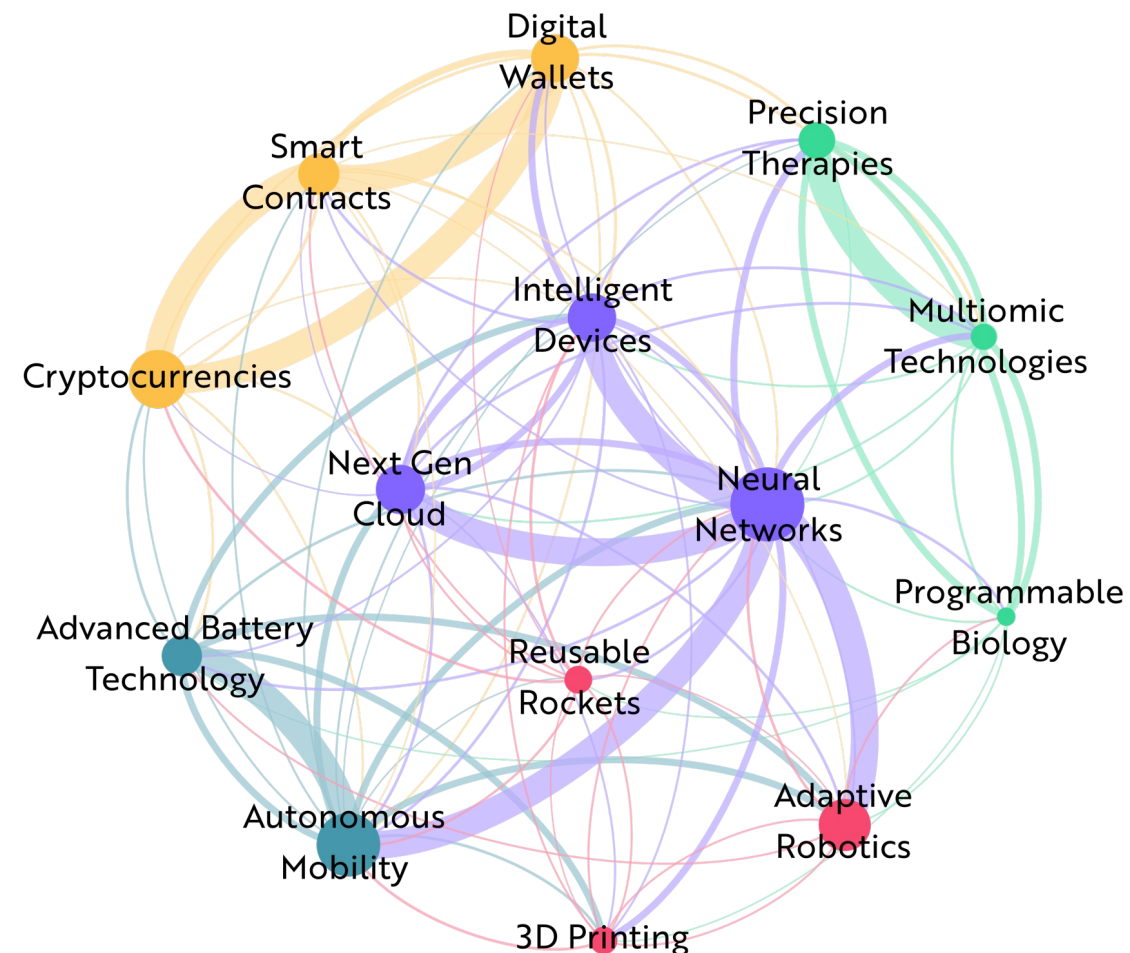 Digital
Wallets
Precision
Therapies
Smart
Contracts
Intelligent
Devices
Multiomic
Technologies
Cryptocurrencies
Next Gen
Cloud
Neural
Networks
Programmable
Biology
Advanced Battery
Technology
Reusable
Rockets
Autonomous
Mobility
Adaptive
Robotics
3D Printing